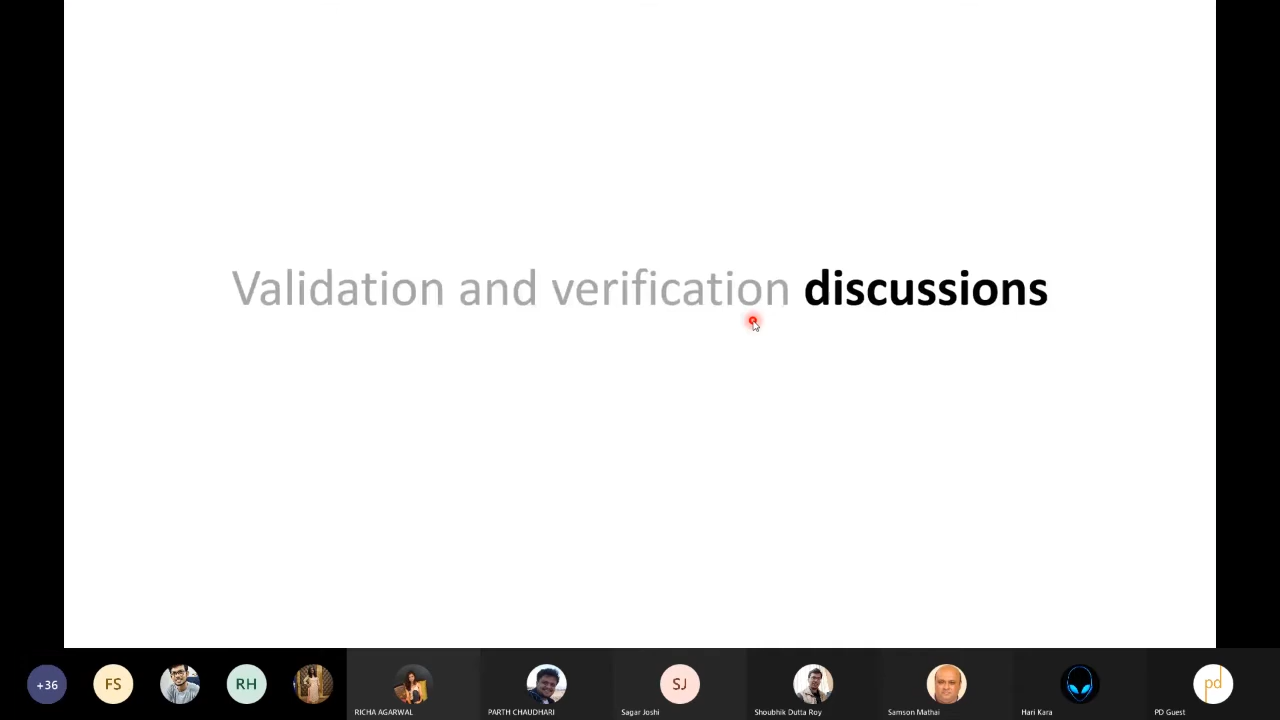 Validation and verification discussions
+36
FS
RH
RICHA AGARWAL
PARTH CHAUDHARI
SJ
Sagar Joshi
Shoubhik Dutta Roy
Samson Mathai
Hari Kara
pd
PD Guest